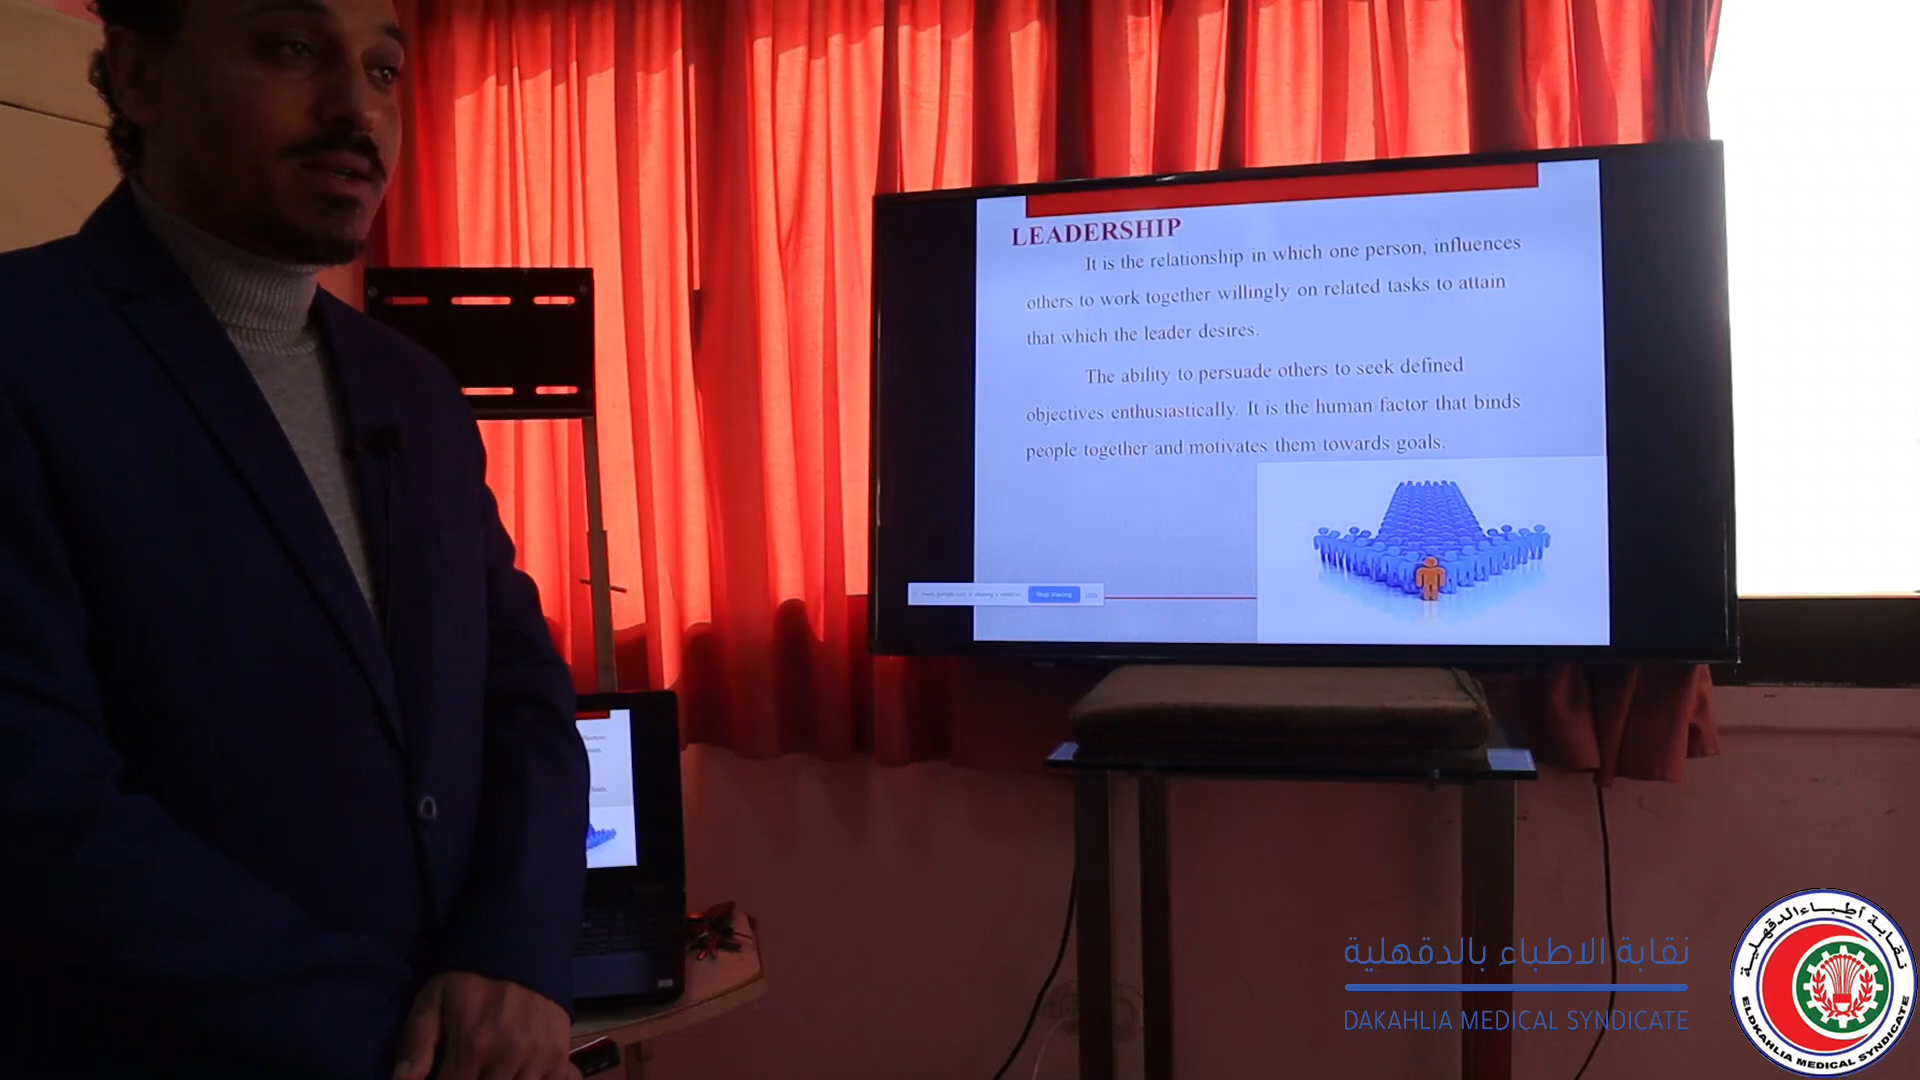 LEADERSHIP
It is the relationship in which one person, influences
others to work together willingly on related tasks to attain
that which the leader desires.
The ability to persuade others to seek defined
objectives enthusiastically. It is the human factor that binds
people together and motivates them towards goals.
Stop sharing
Hide
نقابة الاطباء بالدقهلية
DAKAHLIA MEDICAL SYNDICATE
نقابة أطباء الدقهلية
ELDKAHLIA MEDICAL SYNDICATE